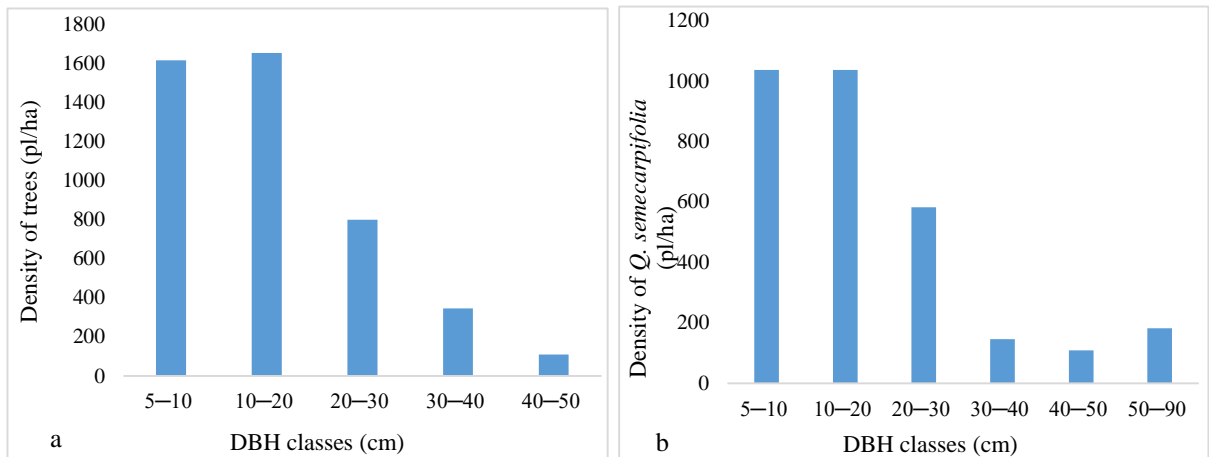 1800
1600
1400
1200
1000
800
600
400
200
0
Density of trees (pl/ha)
5–10 10–20 20–30 30–40 40–50
a
DBH classes (cm)
1200
1000
800
600
400
200
0
Density of Q. semecarpifolia
(pl/ha)
5–10 10–20 20–30 30–40 40–50 50–90
b
DBH classes (cm)